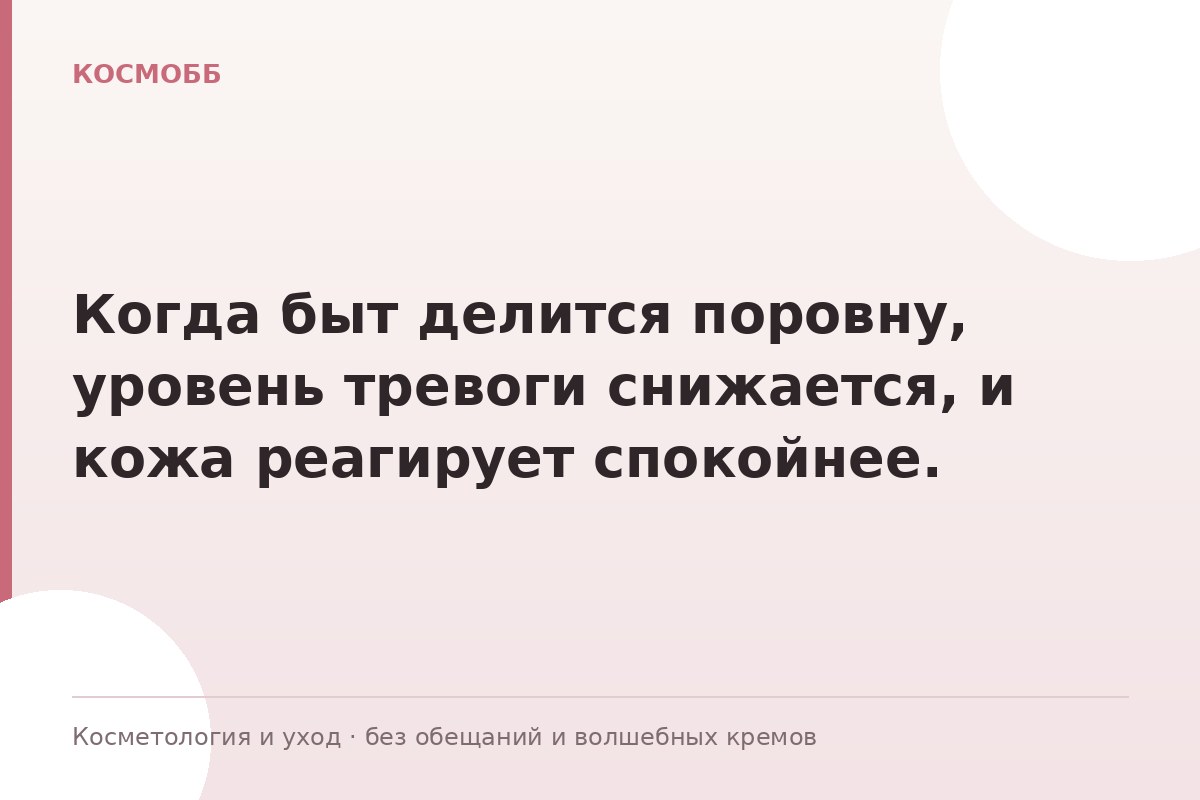 КОСМОББ
Когда быт делится поровну,
уровень тревоги снижается, и
кожа реагирует спокойнее.
Косметология и уход · без обещаний и волшебных кремов